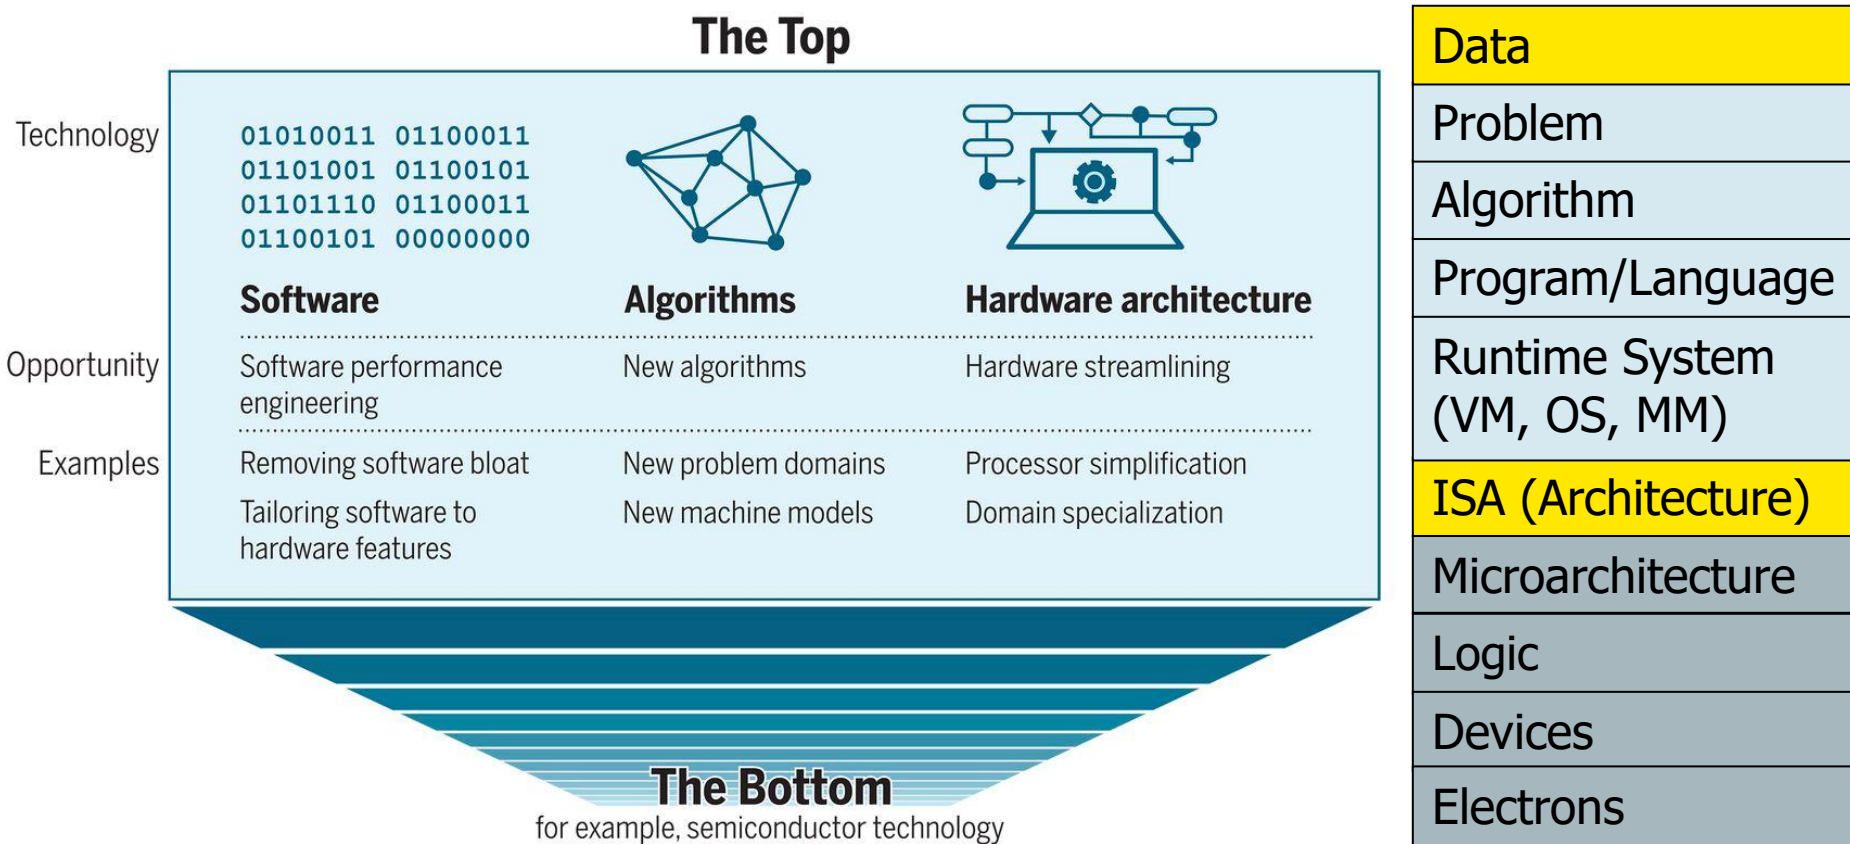 The Top
Technology
01010011 01100011
01101001 01100101
01101110 01100011
01100101 00000000
Software
Algorithms
Hardware architecture
Opportunity
Software performance
engineering
New algorithms
Hardware streamlining
Examples
Removing software bloat
New problem domains
Processor simplification
Tailoring software to
hardware features
New machine models
Domain specialization
The Bottom
for example, semiconductor technology
Data
Problem
Algorithm
Program/Language
Runtime System
(VM, OS, MM)
ISA (Architecture)
Microarchitecture
Logic
Devices
Electrons